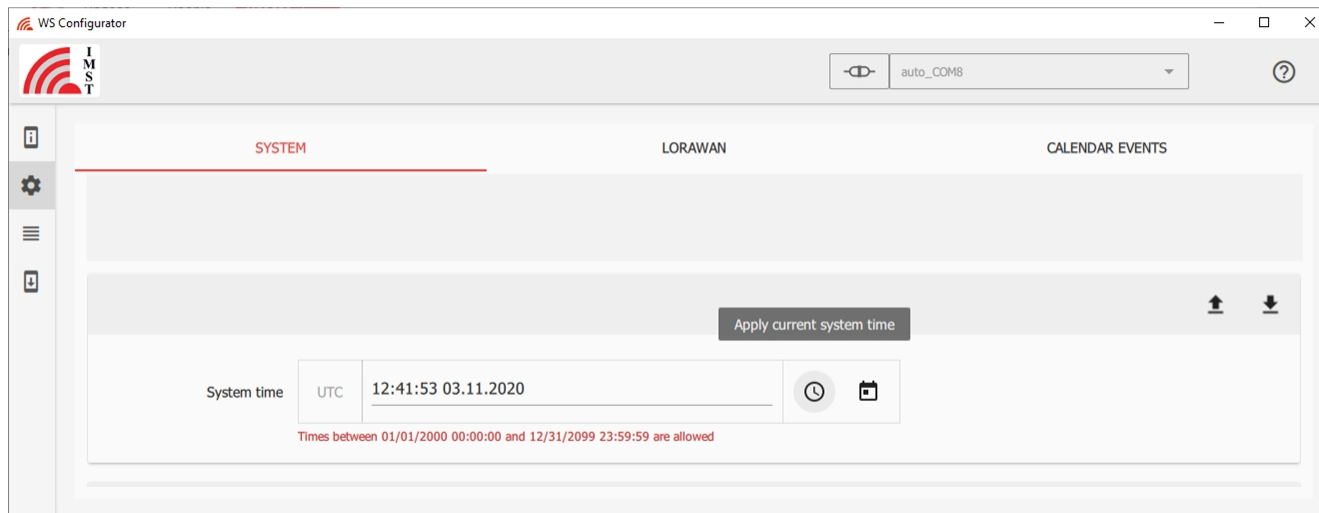 WS Configurator
IMST
auto_COM8
SYSTEM
LORAWAN
CALENDAR EVENTS
Apply current system time
System time
UTC
12:41:53 03.11.2020
Times between 01/01/2000 00:00:00 and 12/31/2099 23:59:59 are allowed